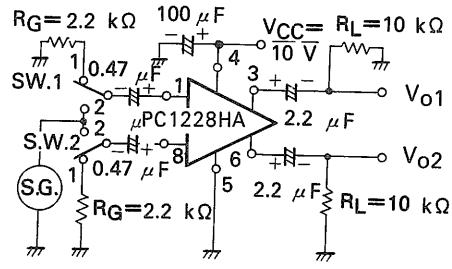 RG=2.2 kΩ
100 μF
VCC=
10 V
RL=10 kΩ
1
0.47
μF
SW.1
4
1
3
+
−
Vo1
2
2
μPC1228HA
2.2 μF
S.W.2
1
0.47 μF
8
6
5
Vo2
S.G.
RG=2.2 kΩ
2.2 μF
RL=10 kΩ